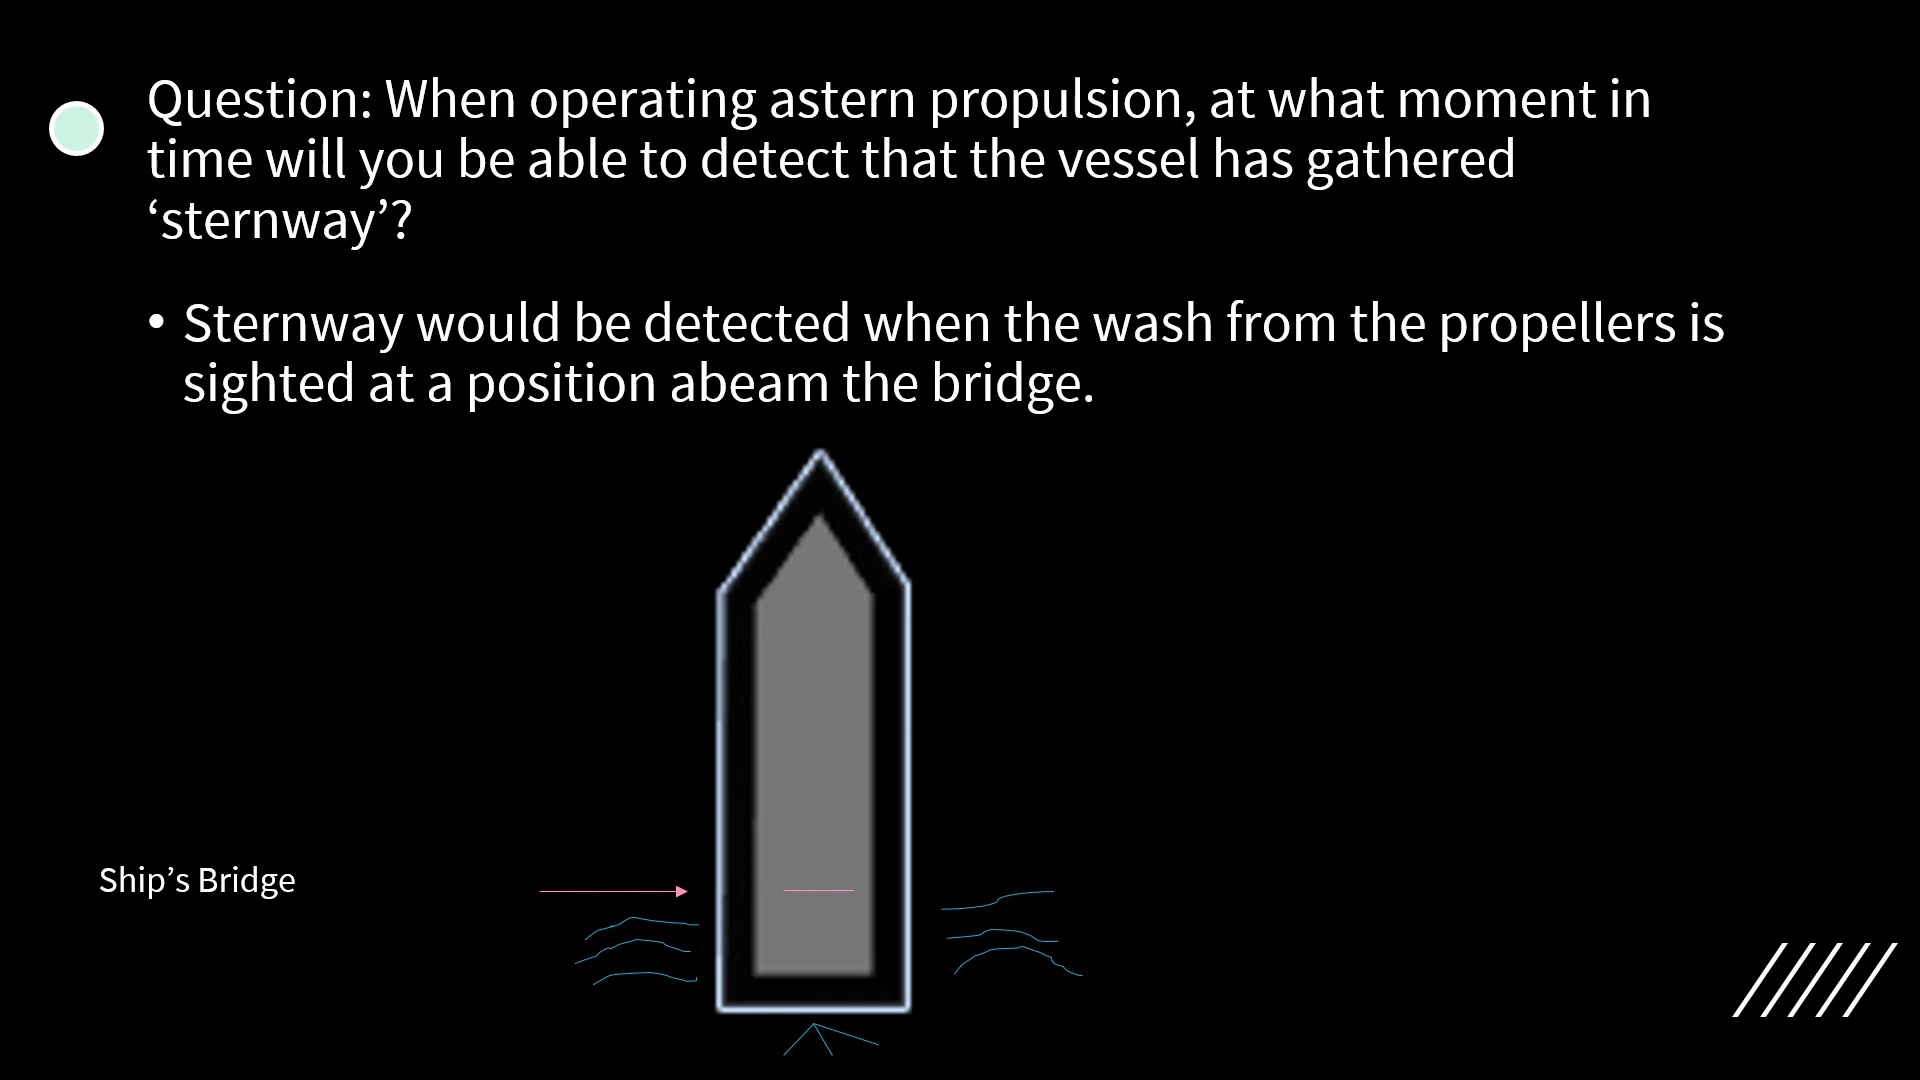 Question: When operating astern propulsion, at what moment in
time will you be able to detect that the vessel has gathered
‘sternway’?
• Sternway would be detected when the wash from the propellers is
sighted at a position abeam the bridge.
Ship’s Bridge